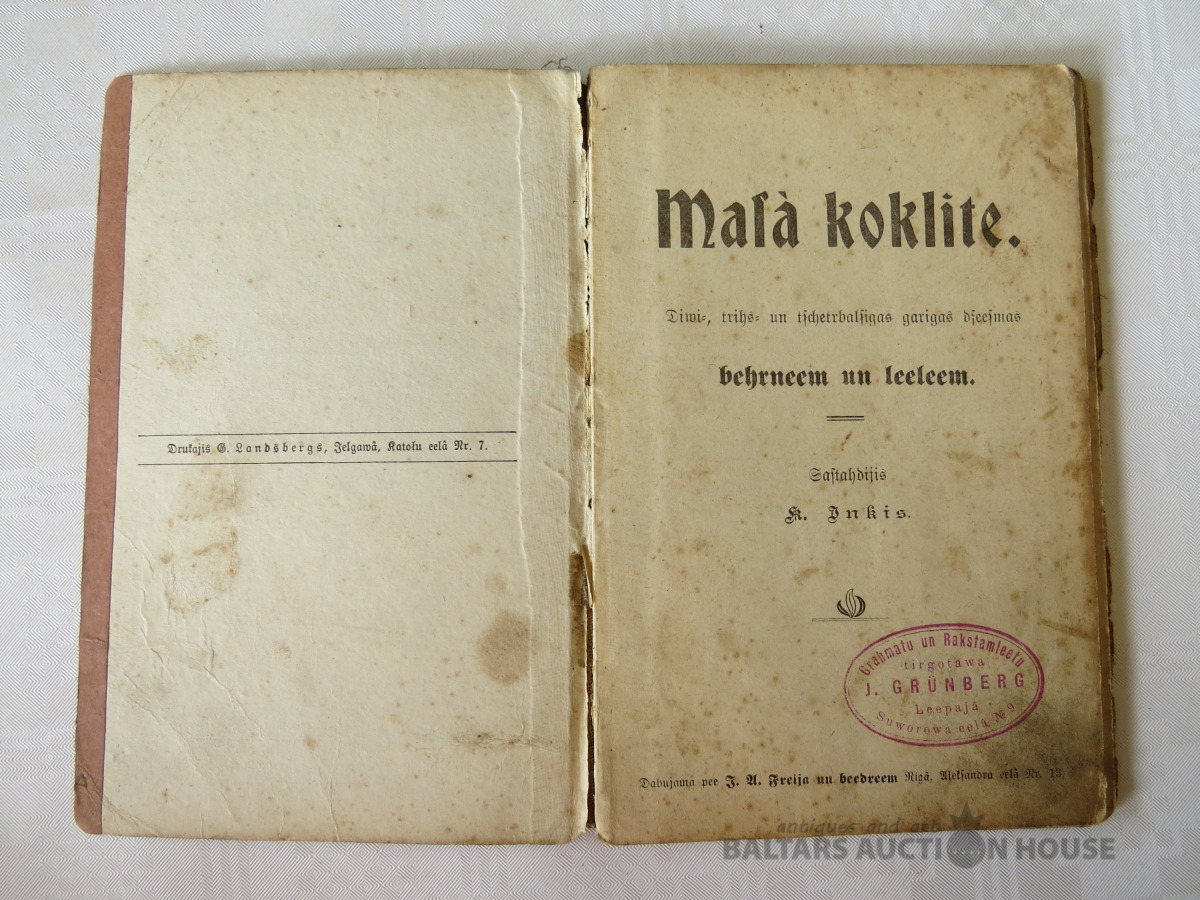 Drukajis G. Landsbergs, Jelgawâ, Katoļu eelâ Nr. 7.
Maſà koklite.
Diwi-, trihs- un tſchetrbalſigas garigas dſeeſmas
behrneem un leeleem.
Saſtahdijis
K. Inkis.
Grahmatu un Rakstamleetu
tirgotawa
J. GRÜNBERG
Leepajâ
Suworowa eelâ № 9
Dabujama pee J. A. Freija un beedreem Rigâ, Alekſandra eelâ Nr. 13.
antiques and art
BALTARS AUCTION HOUSE